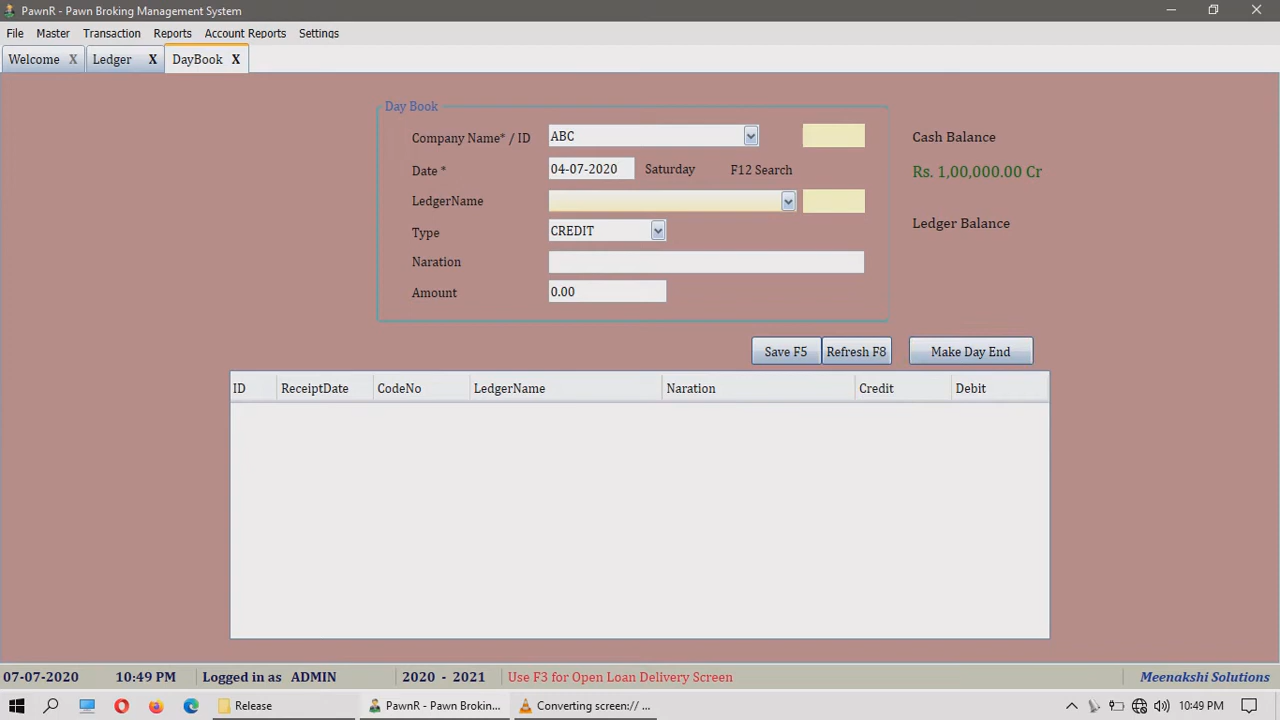 PawnR - Pawn Broking Management System
File Master Transaction Reports Account Reports Settings
Welcome X Ledger X DayBook X
Day Book
Company Name* / ID ABC Cash Balance
Date * 04-07-2020 Saturday F12 Search Rs. 1,00,000.00 Cr
LedgerName
Ledger Balance
Type CREDIT
Naration
Amount 0.00
Save F5 Refresh F8 Make Day End
ID ReceiptDate CodeNo LedgerName Naration Credit Debit
07-07-2020 10:49 PM Logged in as ADMIN 2020 - 2021 Use F3 for Open Loan Delivery Screen Meenakshi Solutions
Release PawnR - Pawn Brokin... Converting screen:// ... 10:49 PM